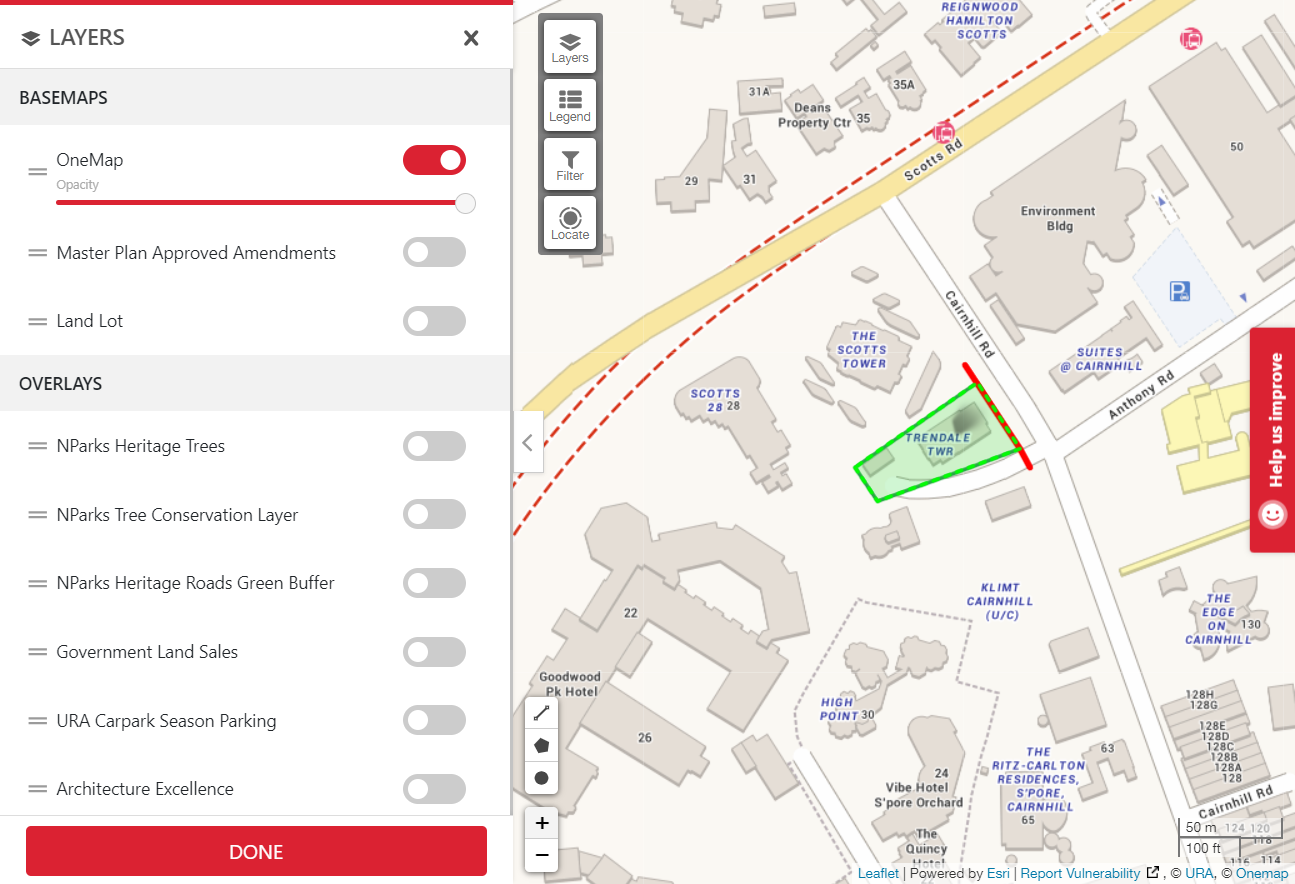 LAYERS
BASEMAPS
OneMap
Opacity
Master Plan Approved Amendments
Land Lot
OVERLAYS
NParks Heritage Trees
NParks Tree Conservation Layer
NParks Heritage Roads Green Buffer
Government Land Sales
URA Carpark Season Parking
Architecture Excellence
DONE
Layers
Legend
Filter
Locate
REIGNWOOD
HAMILTON
SCOTTS
31A
35A
Deans
Property Ctr
35
29
31
Scotts Rd
50
Environment
Bldg
P
Cairnhill Rd
THE
SCOTTS
TOWER
SUITES
@ CAIRNHILL
Anthony Rd
SCOTTS
28 28
TRENDALE
TWR
Help us improve
KLIMT
CAIRNHILL
(U/C)
THE
EDGE
ON
CAIRNHILL
130
22
Goodwood
Pk Hotel
26
HIGH
POINT 30
24
Vibe Hotel
S'pore Orchard
The
Quincy
Hotel
THE
RITZ-CARLTON
RESIDENCES,
S'PORE,
CAIRNHILL
65
63
128H
128G
128E
128D
128C
128B
128A
128
Cairnhill Rd
124 120
118
116 114
+
−
50 m
100 ft
Leaflet | Powered by Esri | Report Vulnerability , © URA, © Onemap